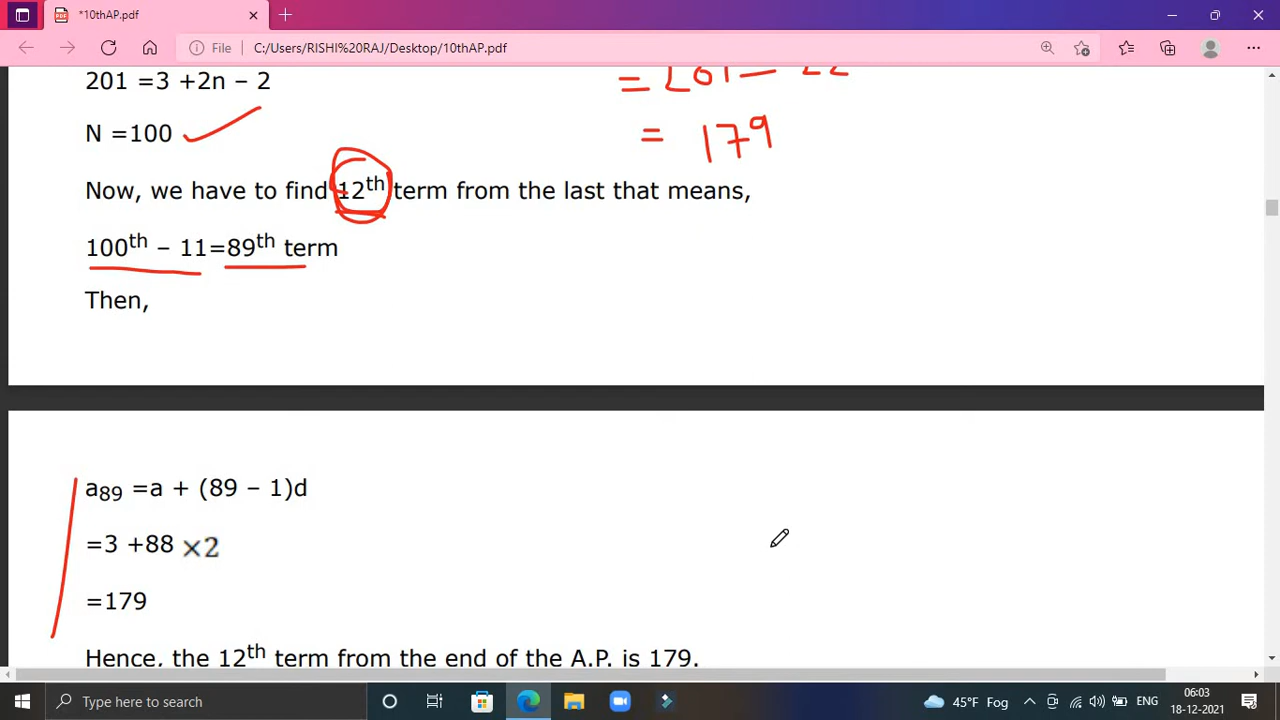 *10thAP.pdf
File C:/Users/RISHI%20RAJ/Desktop/10thAP.pdf
201 =3 +2n – 2
= 201 – 22
N =100
= 179
Now, we have to find 12th term from the last that means,
100th – 11=89th term
Then,
a89 =a + (89 – 1)d
=3 +88 ×2
=179
Hence, the 12th term from the end of the A.P. is 179.
Type here to search
45°F Fog
ENG
06:03
18-12-2021